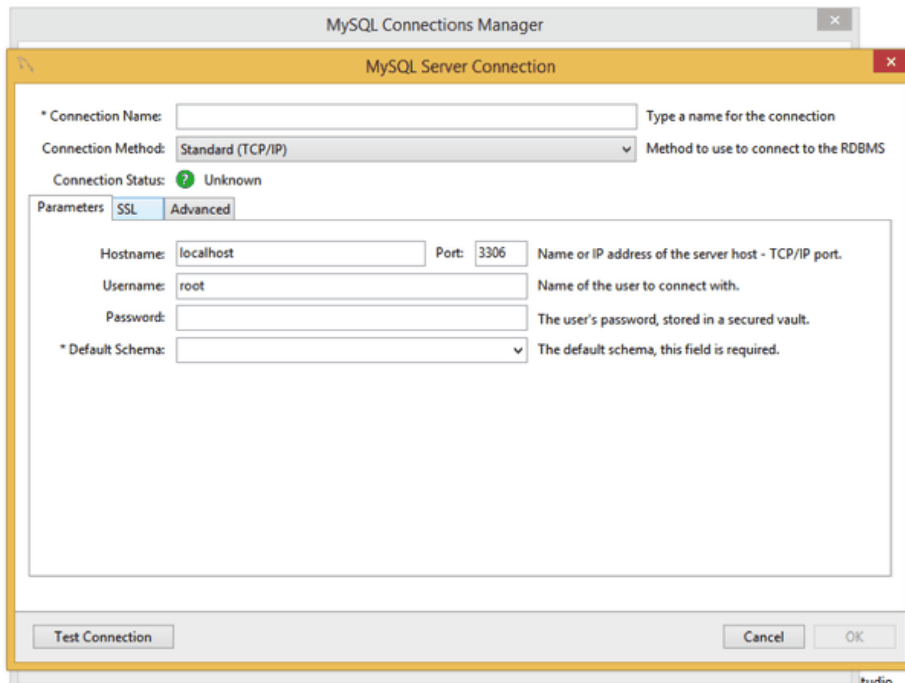 MySQL Connections Manager
MySQL Server Connection
* Connection Name: Type a name for the connection
Connection Method: Standard (TCP/IP) Method to use to connect to the RDBMS
Connection Status: ? Unknown
Parameters SSL Advanced
Hostname: localhost Port: 3306 Name or IP address of the server host - TCP/IP port.
Username: root Name of the user to connect with.
Password: The user's password, stored in a secured vault.
* Default Schema: The default schema, this field is required.
Test Connection Cancel OK